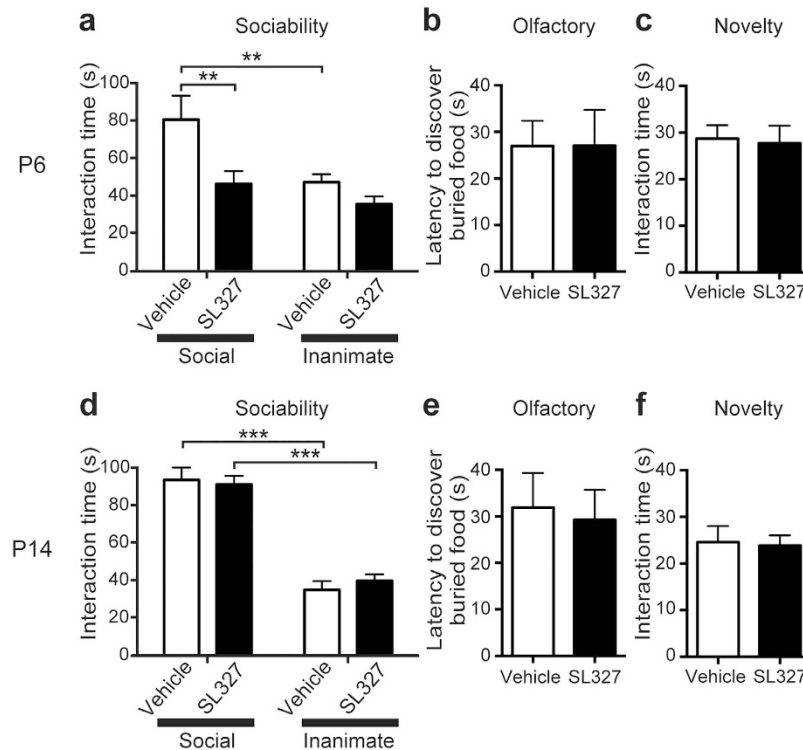 a Sociability
b Olfactory
c Novelty
P6
Interaction time (s)
100
80
60
40
20
0
**
**
Vehicle
SL327
Vehicle
SL327
Social
Inanimate
Latency to discover
buried food (s)
40
30
20
10
0
Vehicle SL327
Interaction time (s)
40
30
20
10
0
Vehicle SL327
d Sociability
e Olfactory
f Novelty
P14
Interaction time (s)
100
80
60
40
20
0
***
***
Vehicle
SL327
Vehicle
SL327
Social
Inanimate
Latency to discover
buried food (s)
40
30
20
10
0
Vehicle SL327
Interaction time (s)
40
30
20
10
0
Vehicle SL327